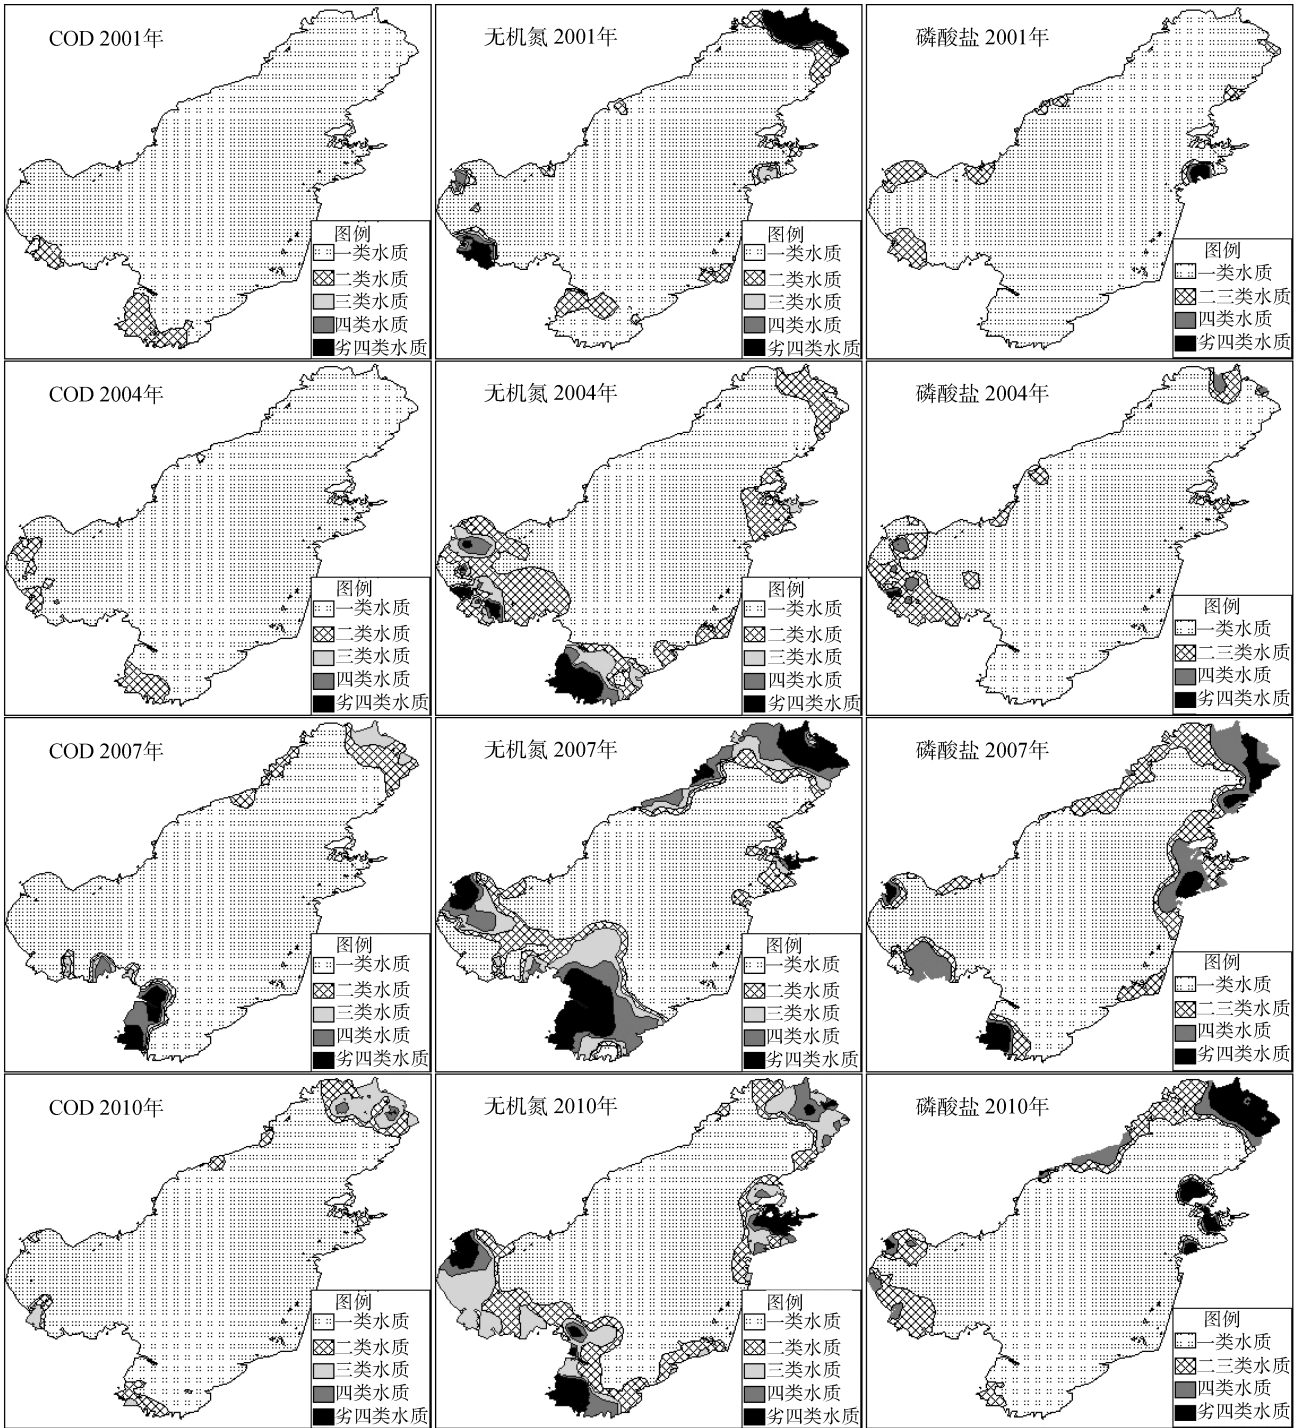 COD 2001年
图例
一类水质
二类水质
三类水质
四类水质
劣四类水质
无机氮 2001年
图例
一类水质
二类水质
三类水质
四类水质
劣四类水质
磷酸盐 2001年
图例
一类水质
二三类水质
四类水质
劣四类水质
COD 2004年
图例
一类水质
二类水质
三类水质
四类水质
劣四类水质
无机氮 2004年
图例
一类水质
二类水质
三类水质
四类水质
劣四类水质
磷酸盐 2004年
图例
一类水质
二三类水质
四类水质
劣四类水质
COD 2007年
图例
一类水质
二类水质
三类水质
四类水质
劣四类水质
无机氮 2007年
图例
一类水质
二类水质
三类水质
四类水质
劣四类水质
磷酸盐 2007年
图例
一类水质
二三类水质
四类水质
劣四类水质
COD 2010年
图例
一类水质
二类水质
三类水质
四类水质
劣四类水质
无机氮 2010年
图例
一类水质
二类水质
三类水质
四类水质
劣四类水质
磷酸盐 2010年
图例
一类水质
二三类水质
四类水质
劣四类水质